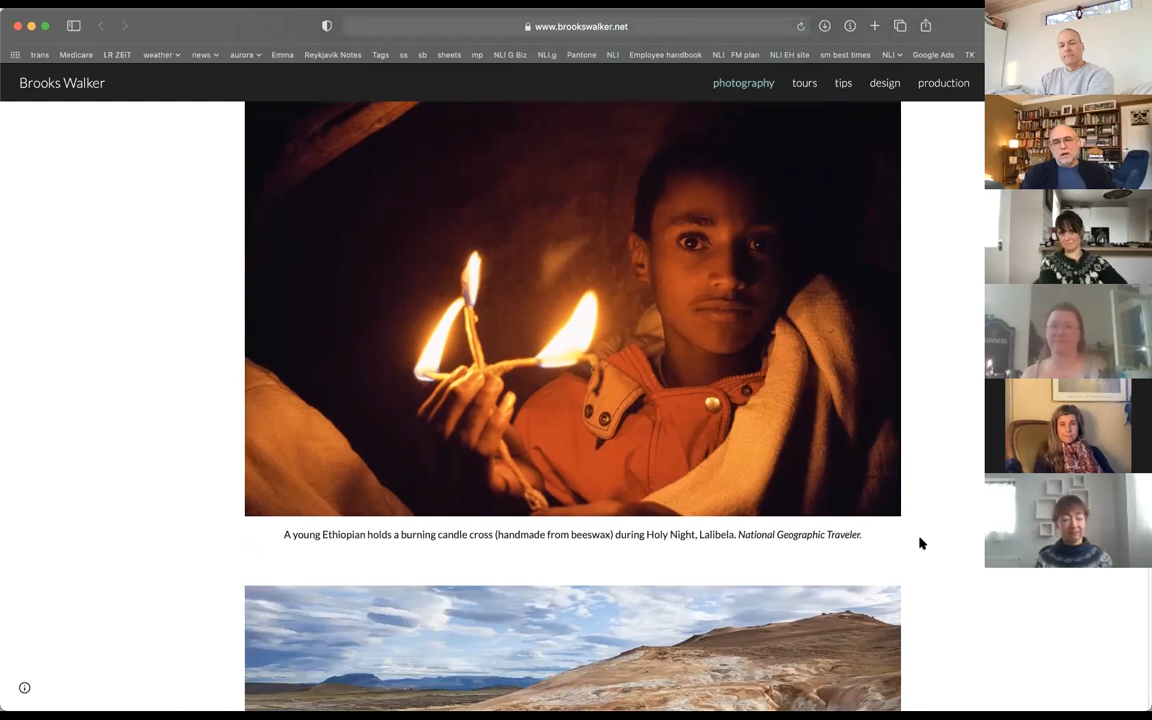 www.brookswalker.net
trans Medicare LR ZEIT weather news aurora Emma Reykjavik Notes Tags ss sb sheets mp NLI G Biz NLI.g Pantone NLI Employee handbook NLI FM plan NLI EH site sm best times NLI Google Ads TK
Brooks Walker
photography tours tips design production
A young Ethiopian holds a burning candle cross (handmade from beeswax) during Holy Night, Lalibela. National Geographic Traveler.